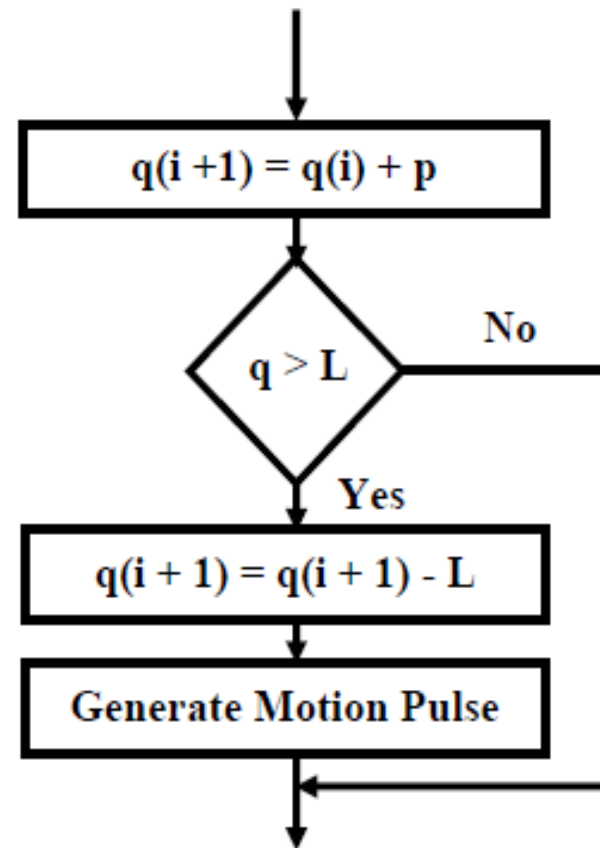 q(i +1) = q(i) + p
q > L
No
Yes
q(i + 1) = q(i + 1) - L
Generate Motion Pulse